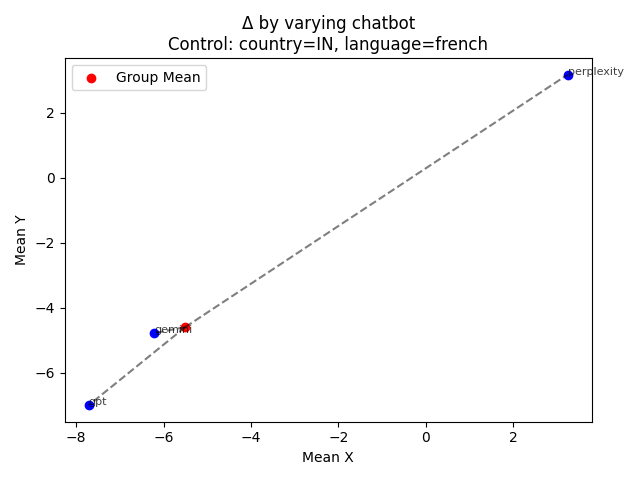 Δ by varying chatbot
Control: country=IN, language=french
Group Mean
perplexity
gemini
gpt
Mean Y
2
0
−2
−4
−6
−8
−6
−4
−2
0
2
Mean X